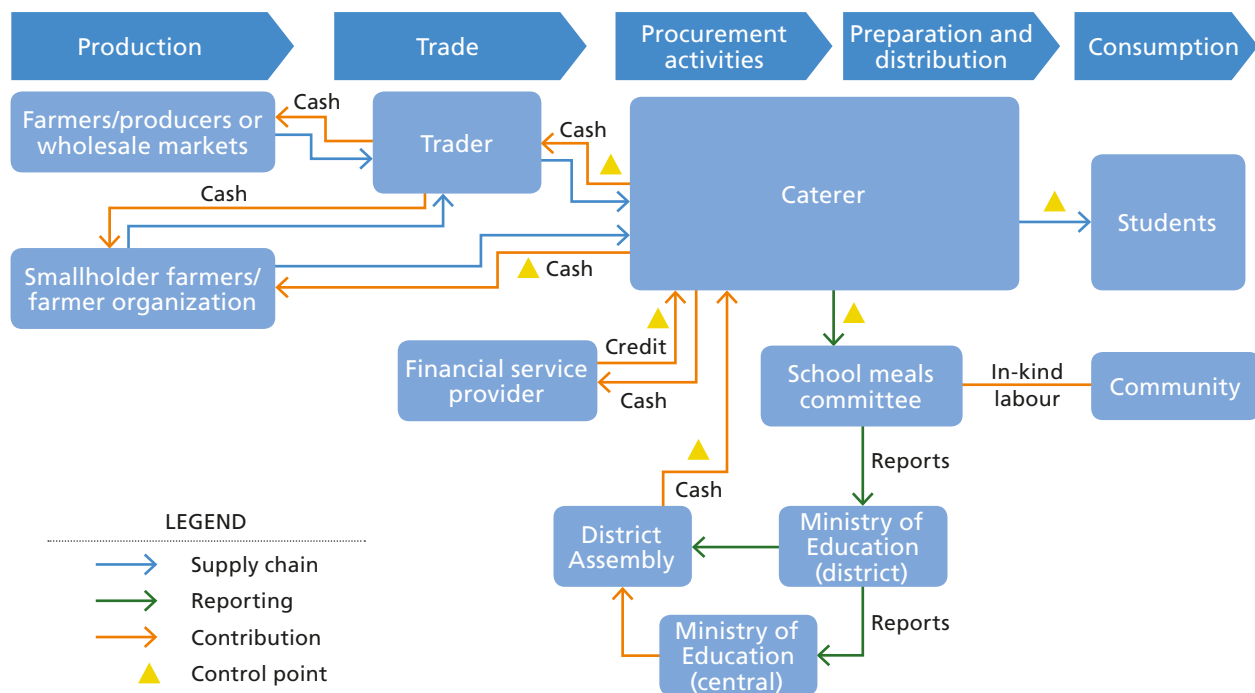 Production
Trade
Procurement
activities
Preparation and
distribution
Consumption
Farmers/producers or
wholesale markets
Cash
Trader
Cash
Caterer
Students
Cash
Smallholder farmers/
farmer organization
Cash
Financial service
provider
Credit
Cash
School meals
committee
In-kind
labour
Community
Reports
Cash
District
Assembly
Ministry of
Education
(district)
Reports
Ministry of
Education
(central)
LEGEND
Supply chain
Reporting
Contribution
Control point